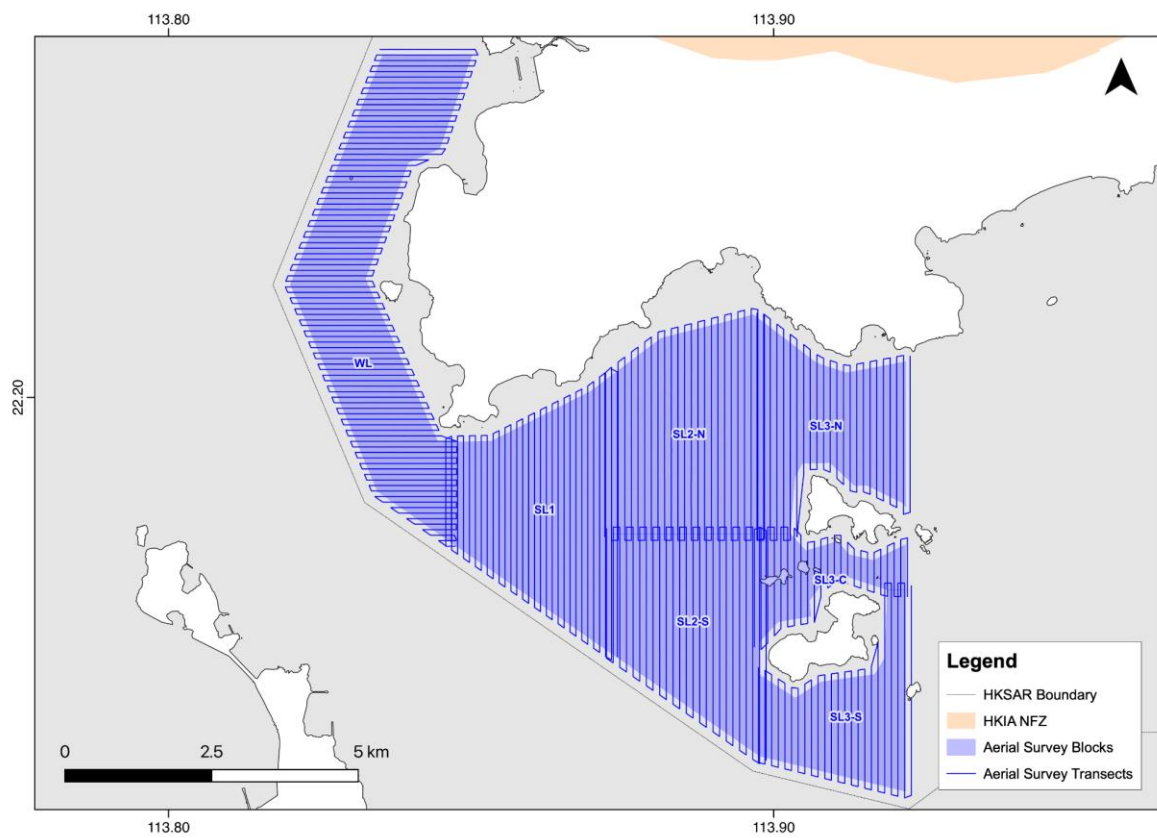 113.80 113.90
WL
22.20
SL2-N
SL3-N
SL1
SL3-C
SL2-S
SL3-S
Legend
HKSAR Boundary
HKIA NFZ
Aerial Survey Blocks
Aerial Survey Transects
0 2.5 5 km
113.80 113.90